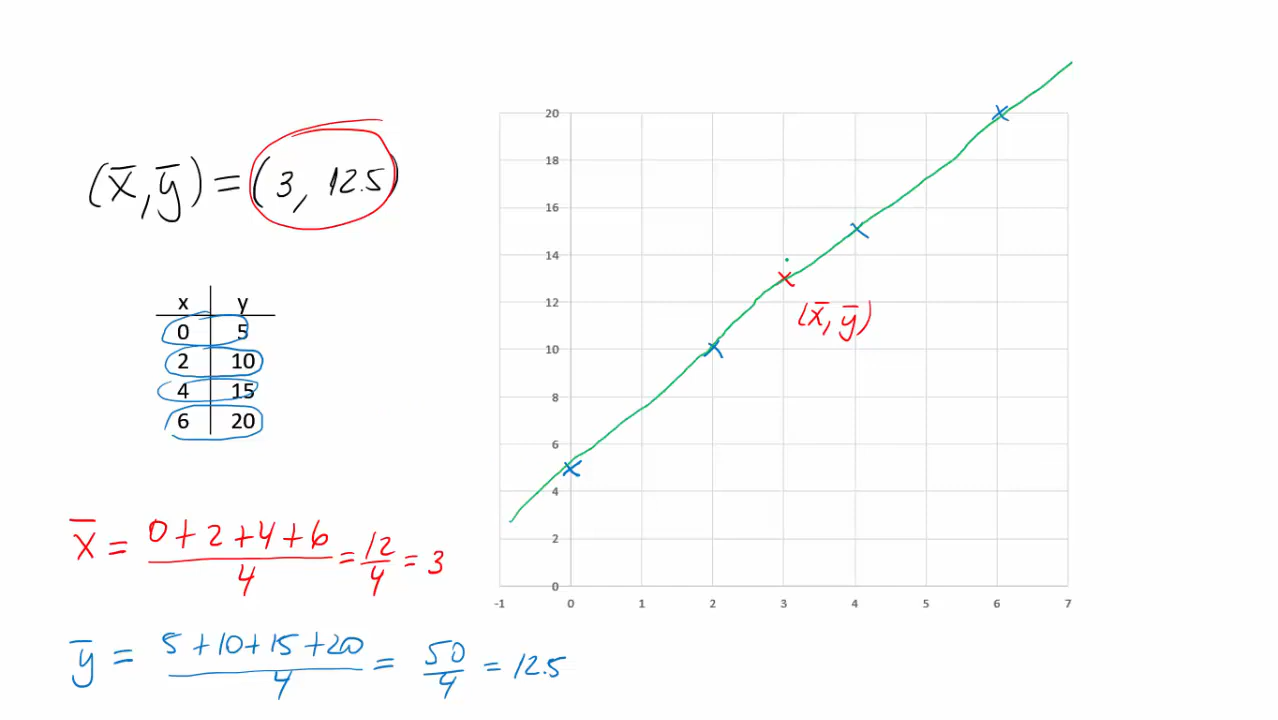 (x̄, ȳ) = (3, 12.5)
x y
0 5
2 10
4 15
6 20
x̄ = (0+2+4+6)/4 = 12/4 = 3
ȳ = (5+10+15+20)/4 = 50/4 = 12.5
20
18
16
14
12
10
8
6
4
2
0
-1 0 1 2 3 4 5 6 7
(x̄, ȳ)